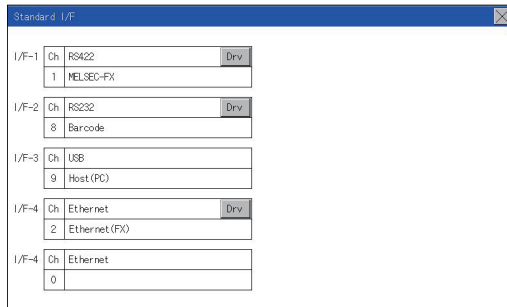 Standard I/F
I/F-1 Ch RS422 Drv
1 MELSEC-FX
I/F-2 Ch RS232 Drv
8 Barcode
I/F-3 Ch USB
9 Host(PC)
I/F-4 Ch Ethernet Drv
2 Ethernet(FX)
I/F-4 Ch Ethernet
0